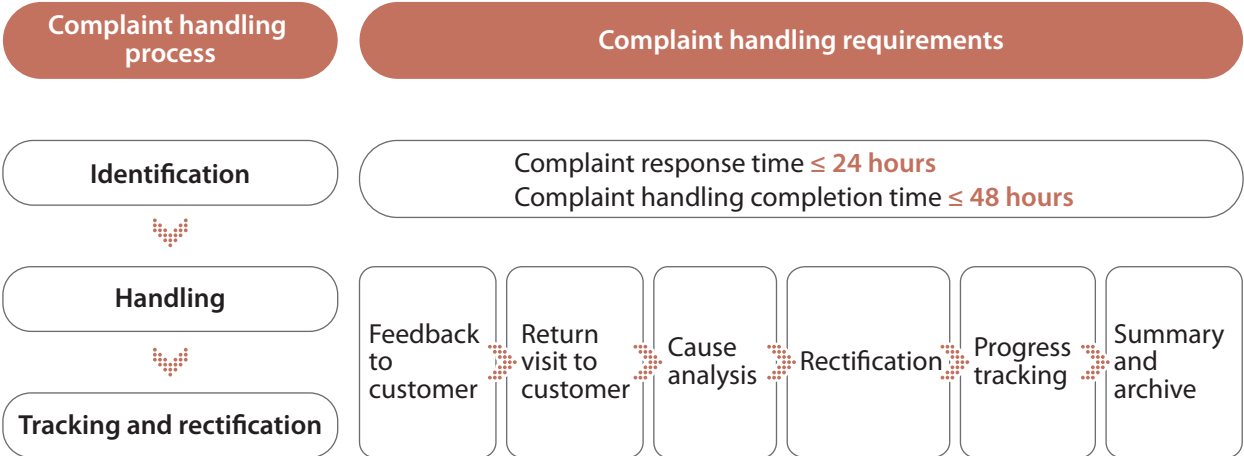 Complaint handling
process
Complaint handling requirements
Identification
Complaint response time ≤ 24 hours
Complaint handling completion time ≤ 48 hours
Handling
Tracking and rectification
Feedback
to
customer
Return
visit to
customer
Cause
analysis
Rectification
Progress
tracking
Summary
and
archive